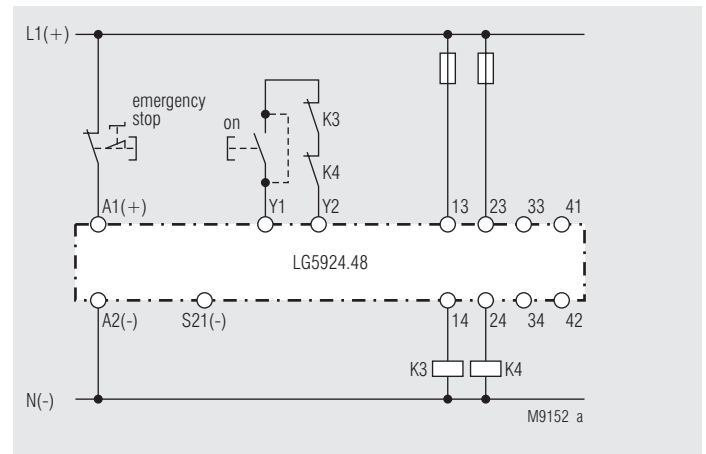 L1(+)
emergency
stop
on
K3
K4
A1(+)
Y1
Y2
13
23
33
41
LG5924.48
A2(-)
S21(-)
14
24
34
42
K3
K4
N(-)
M9152 a